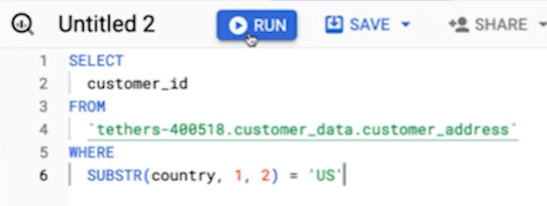 Untitled 2 RUN SAVE SHARE
1 SELECT
2 customer_id
3 FROM
4 `tethers-400518.customer_data.customer_address`
5 WHERE
6 SUBSTR(country, 1, 2) = 'US'